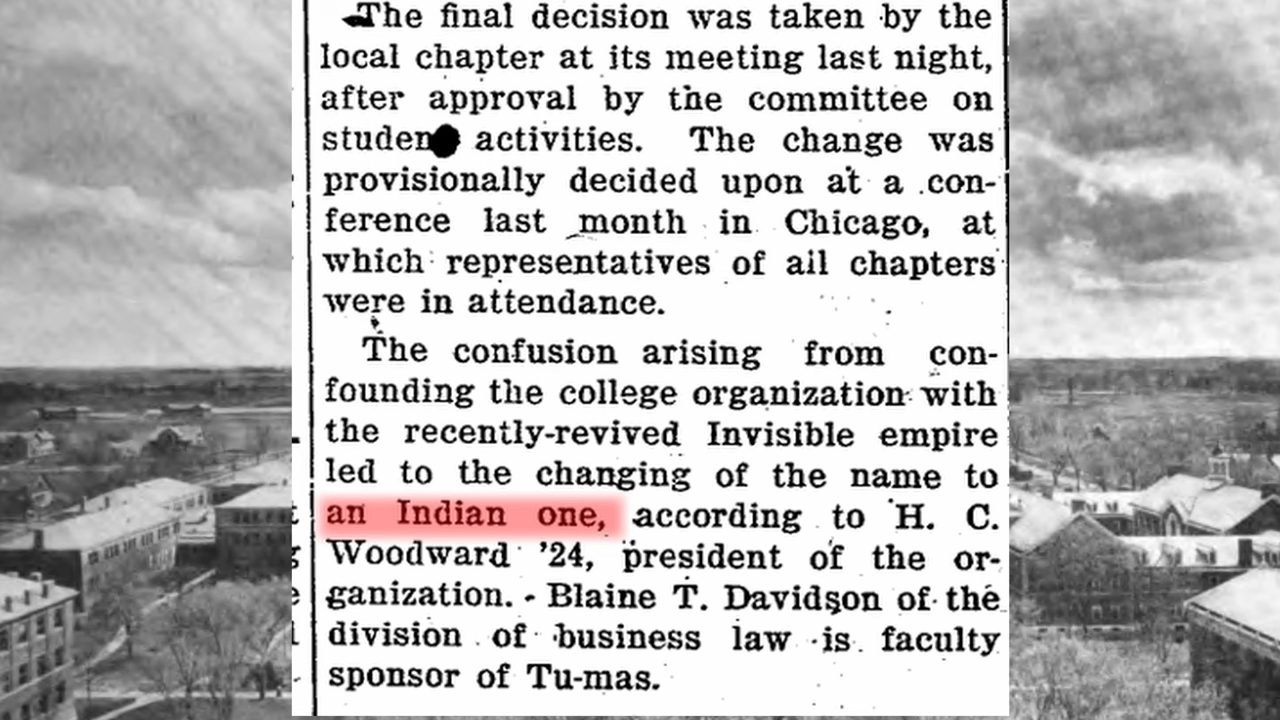 The final decision was taken by the
local chapter at its meeting last night,
after approval by the committee on
studen activities. The change was
provisionally decided upon at a con-
ference last month in Chicago, at
which representatives of all chapters
were in attendance.
The confusion arising from con-
founding the college organization with
the recently-revived Invisible empire
led to the changing of the name to
an Indian one, according to H. C.
Woodward '24, president of the or-
ganization. - Blaine T. Davidson of the
division of business law is faculty
sponsor of Tu-mas.